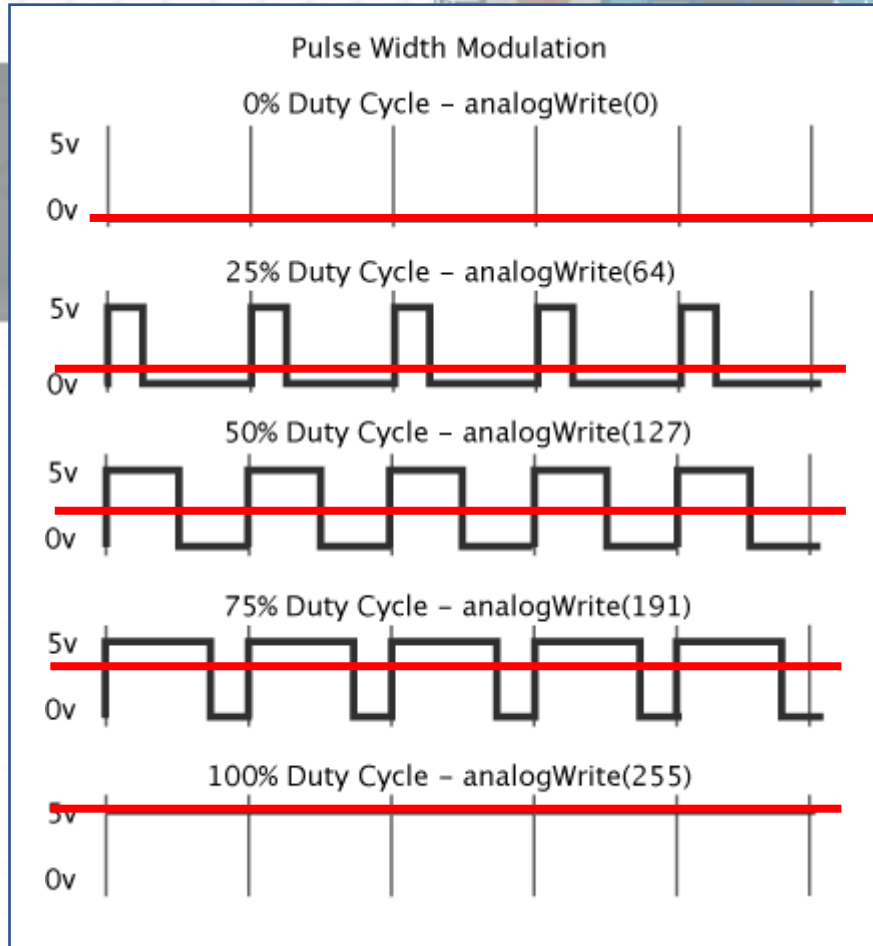 Pulse Width Modulation
0% Duty Cycle – analogWrite(0)
5v
0v
25% Duty Cycle – analogWrite(64)
5v
0v
50% Duty Cycle – analogWrite(127)
5v
0v
75% Duty Cycle – analogWrite(191)
5v
0v
100% Duty Cycle – analogWrite(255)
5v
0v